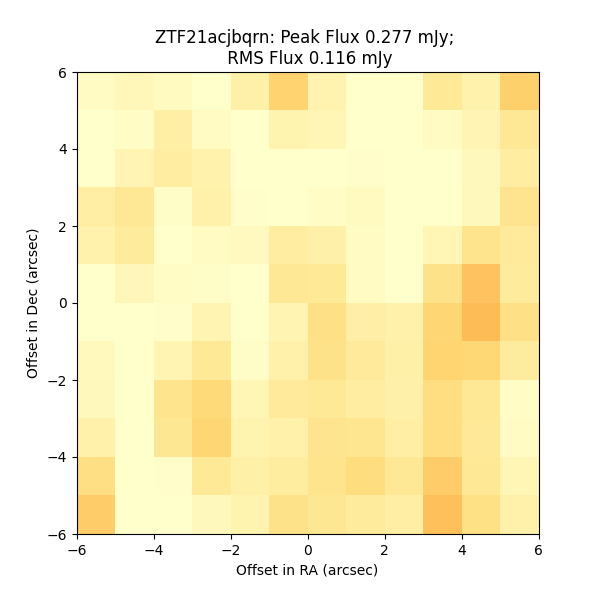 ZTF21acjbqrn: Peak Flux 0.277 mJy;
RMS Flux 0.116 mJy
6
4
2
0
−2
−4
−6
Offset in Dec (arcsec)
−6 −4 −2 0 2 4 6
Offset in RA (arcsec)